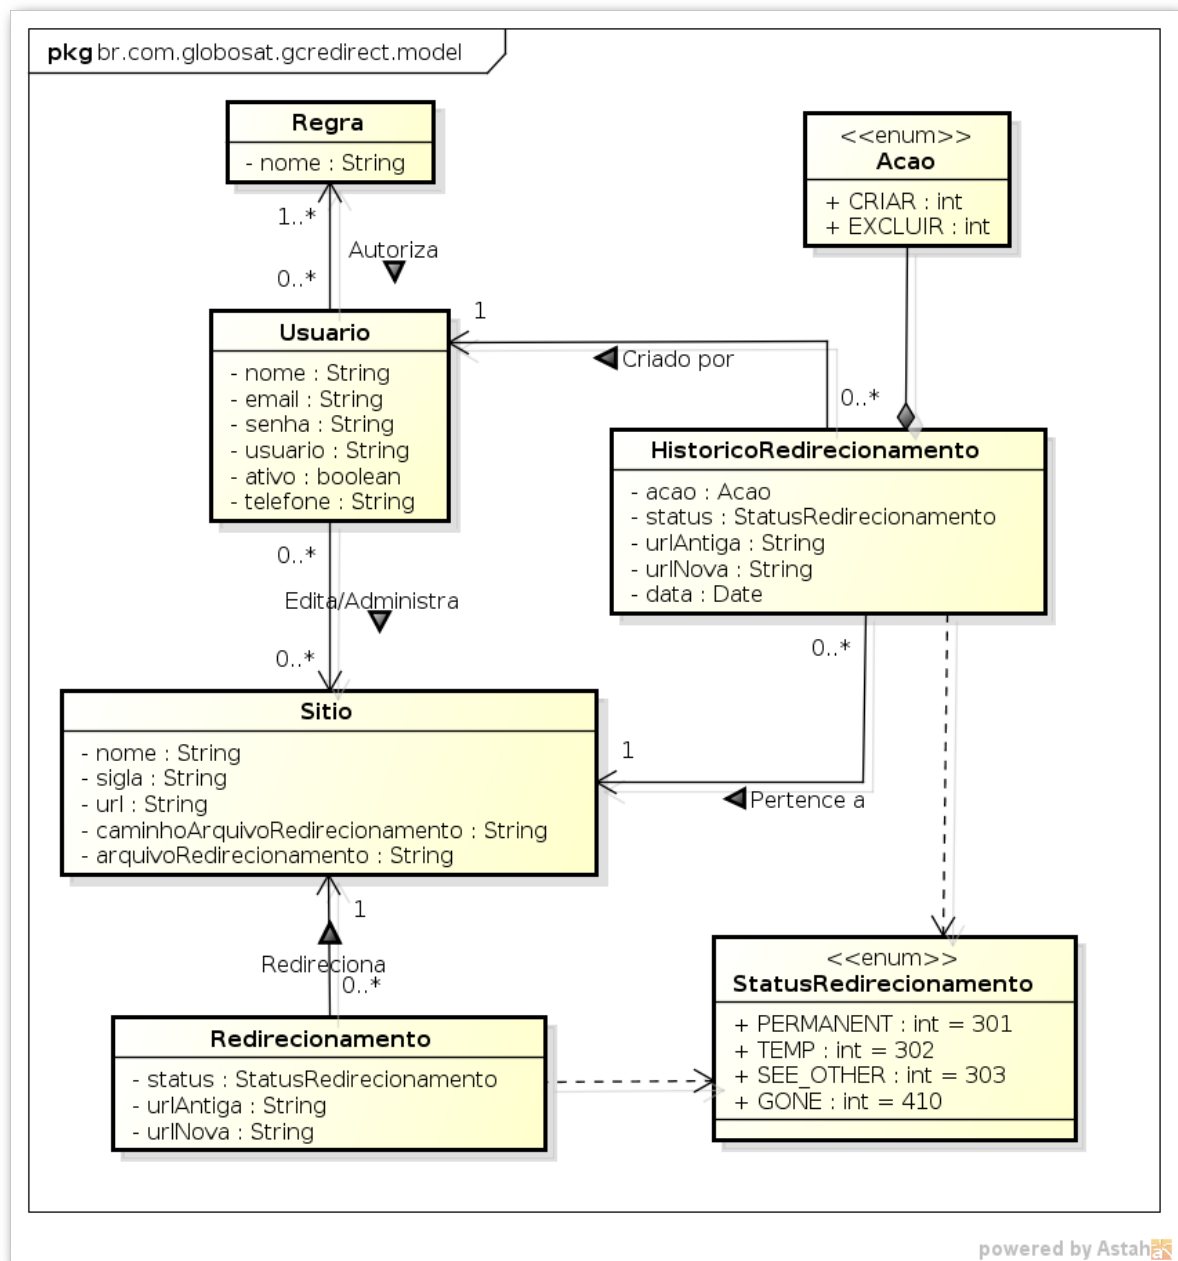 pkg br.com.globosat.gcredirect.model
Regra
- nome : String
<<enum>>
Acao
+ CRIAR : int
+ EXCLUIR : int
1..*
Autoriza
0..*
Usuario
- nome : String
- email : String
- senha : String
- usuario : String
- ativo : boolean
- telefone : String
1
Criado por
0..*
HistoricoRedirecionamento
- acao : Acao
- status : StatusRedirecionamento
- urlAntiga : String
- urlNova : String
- data : Date
0..*
Edita/Administra
0..*
0..*
Sitio
- nome : String
- sigla : String
- url : String
- caminhoArquivoRedirecionamento : String
- arquivoRedirecionamento : String
1
Pertence a
1
Redireciona
0..*
Redirecionamento
- status : StatusRedirecionamento
- urlAntiga : String
- urlNova : String
<<enum>>
StatusRedirecionamento
+ PERMANENT : int = 301
+ TEMP : int = 302
+ SEE_OTHER : int = 303
+ GONE : int = 410
powered by Astah